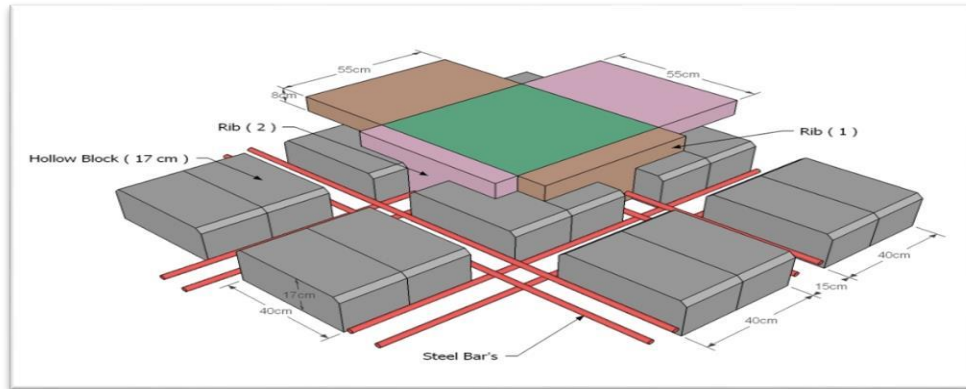 55cm
55cm
8cm
Rib ( 2 )
Rib ( 1 )
Hollow Block ( 17 cm )
40cm
17cm
15cm
40cm
40cm
Steel Bar's